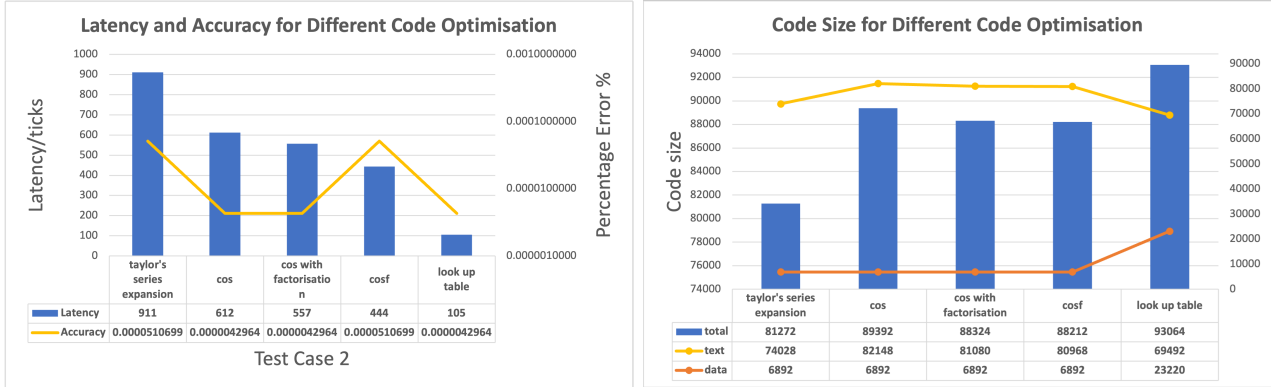 Latency and Accuracy for Different Code Optimisation
Latency/ticks
1000
900
800
700
600
500
400
300
200
100
0
0.0010000000
0.0001000000
0.0000100000
0.0000010000
Percentage Error %
taylor's series expansion
cos
cos with factorisatio n
cosf
look up table
Latency 911 612 557 444 105
Accuracy 0.0000510699 0.0000042964 0.0000042964 0.0000510699 0.0000042964
Test Case 2
Code Size for Different Code Optimisation
Code size
94000
92000
90000
88000
86000
84000
82000
80000
78000
76000
74000
90000
80000
70000
60000
50000
40000
30000
20000
10000
0
taylor's series expansion
cos
cos with factorisation
cosf
look up table
total 81272 89392 88324 88212 93064
text 74028 82148 81080 80968 69492
data 6892 6892 6892 6892 23220